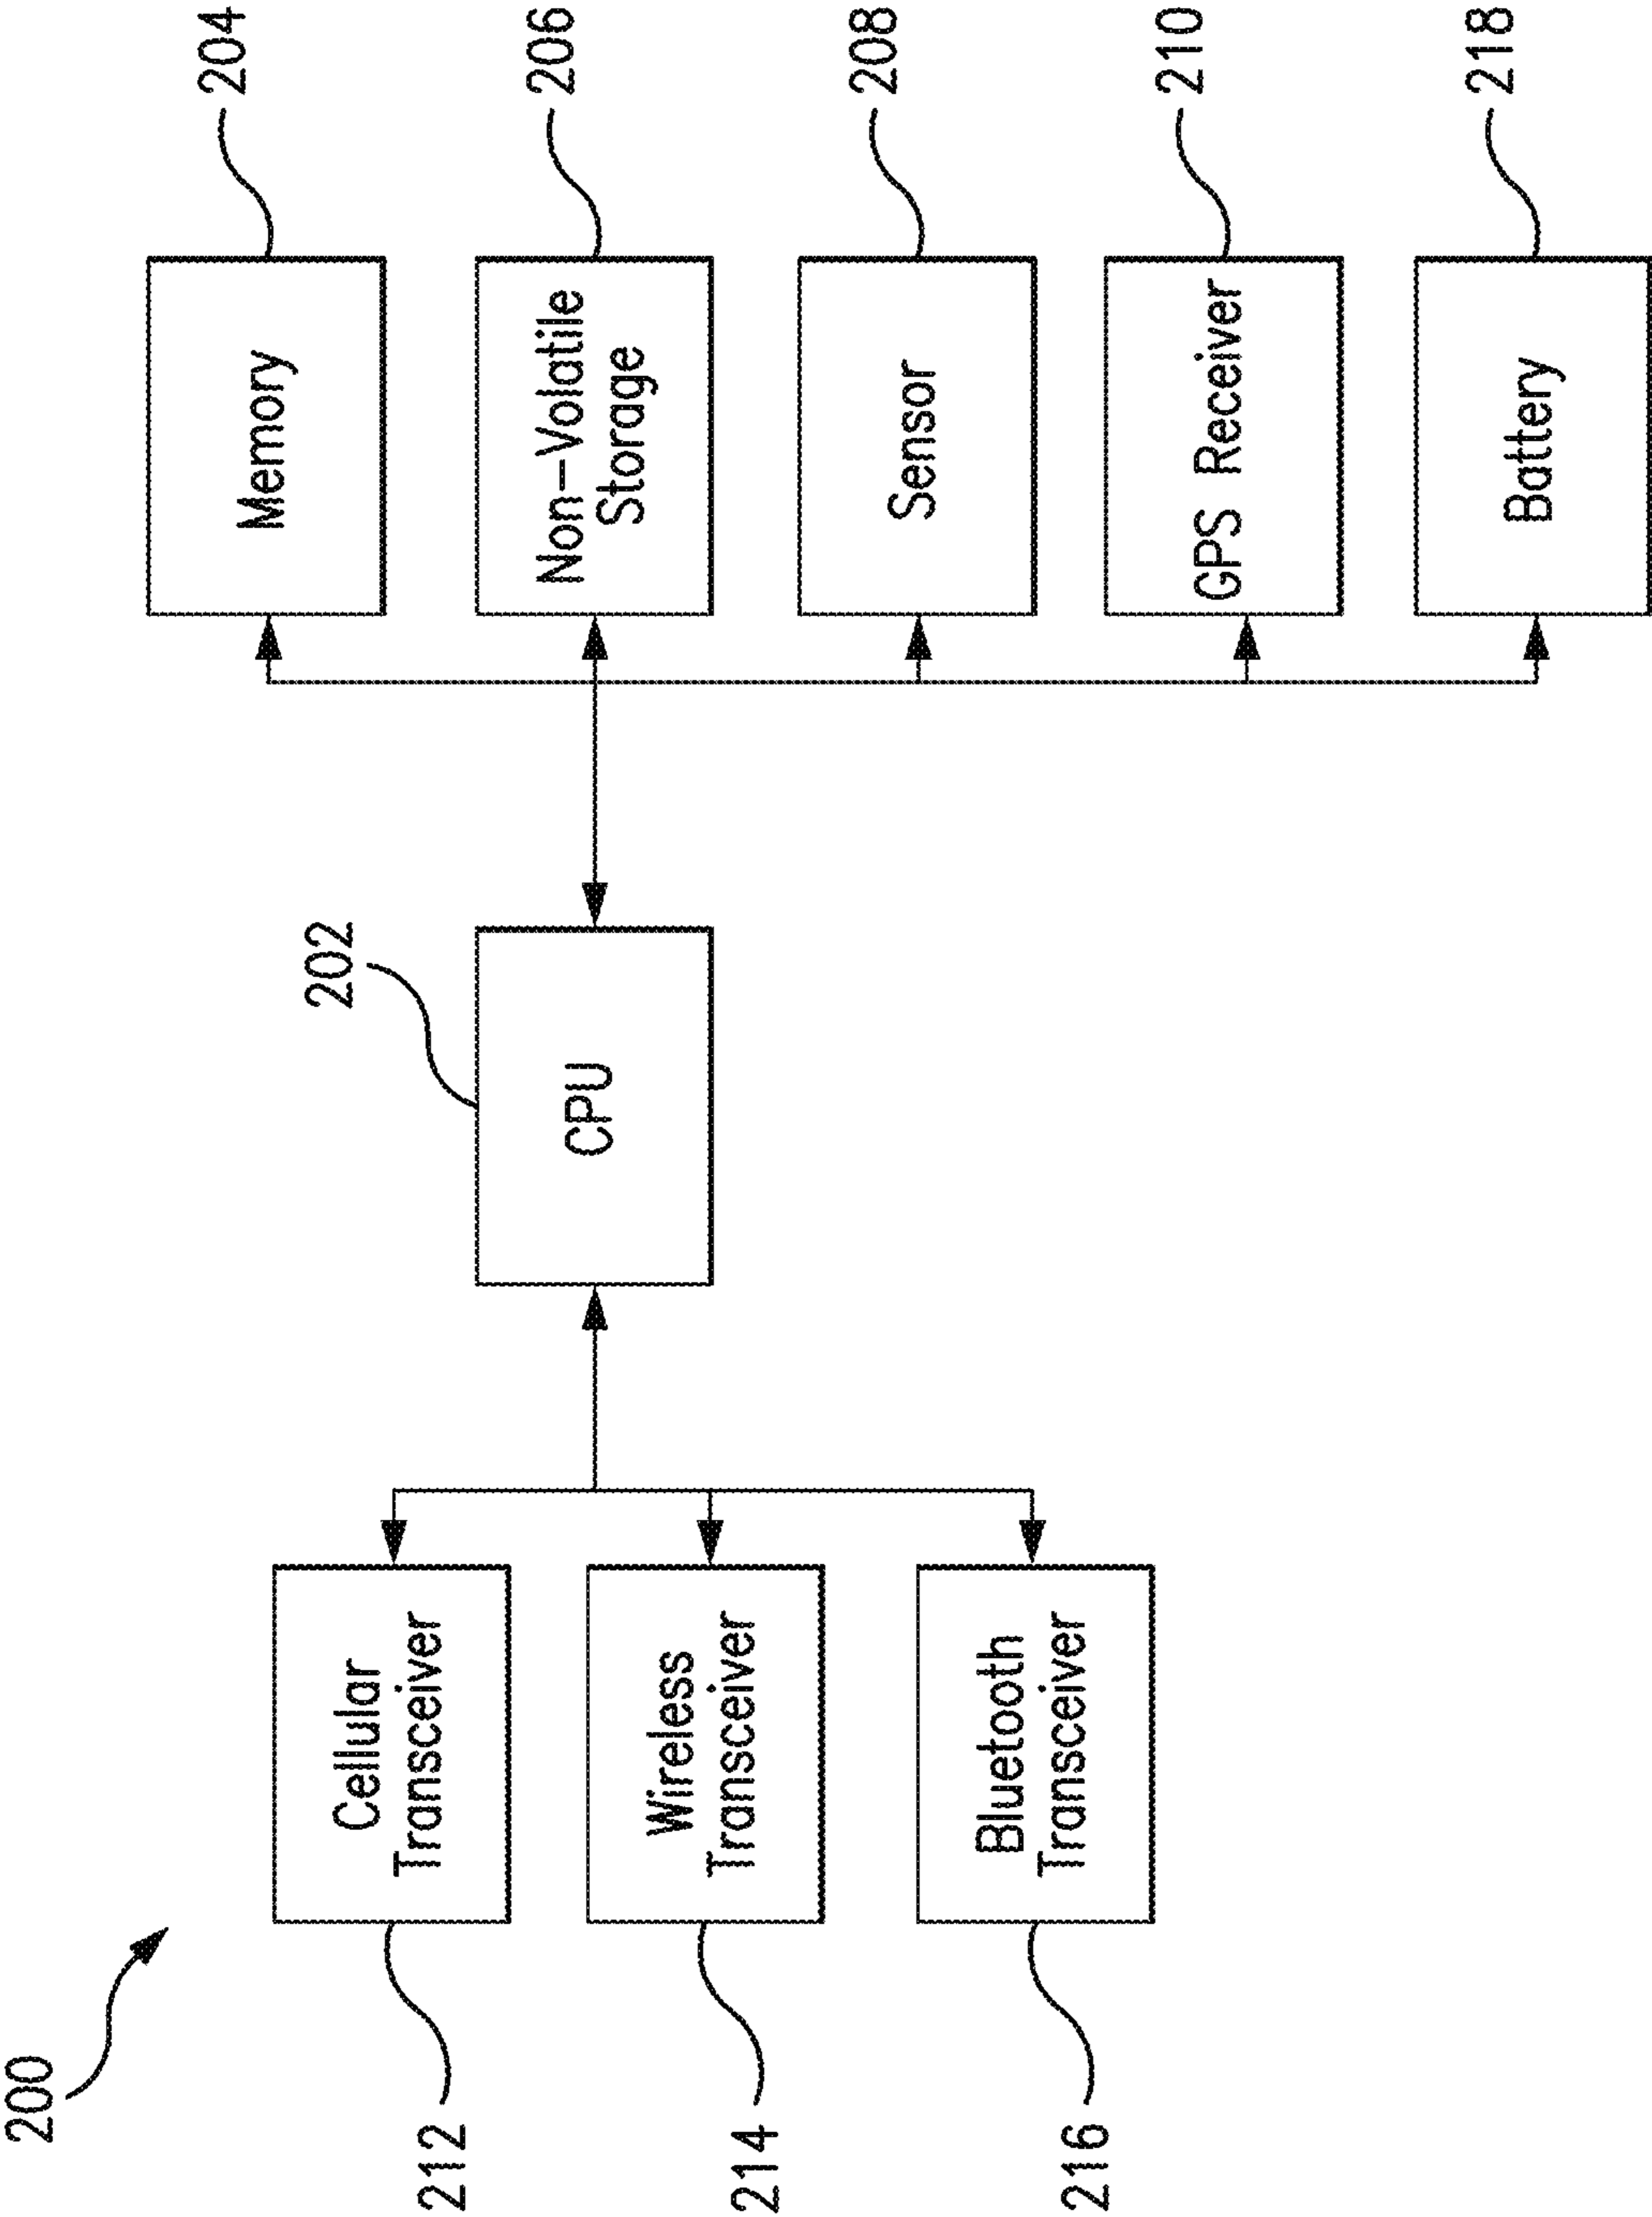 200
212
Cellular
Transceiver
214
Wireless
Transceiver
216
Bluetooth
Transceiver
202
CPU
Memory
204
Non-Volatile
Storage
206
Sensor
208
GPS Receiver
210
Battery
218